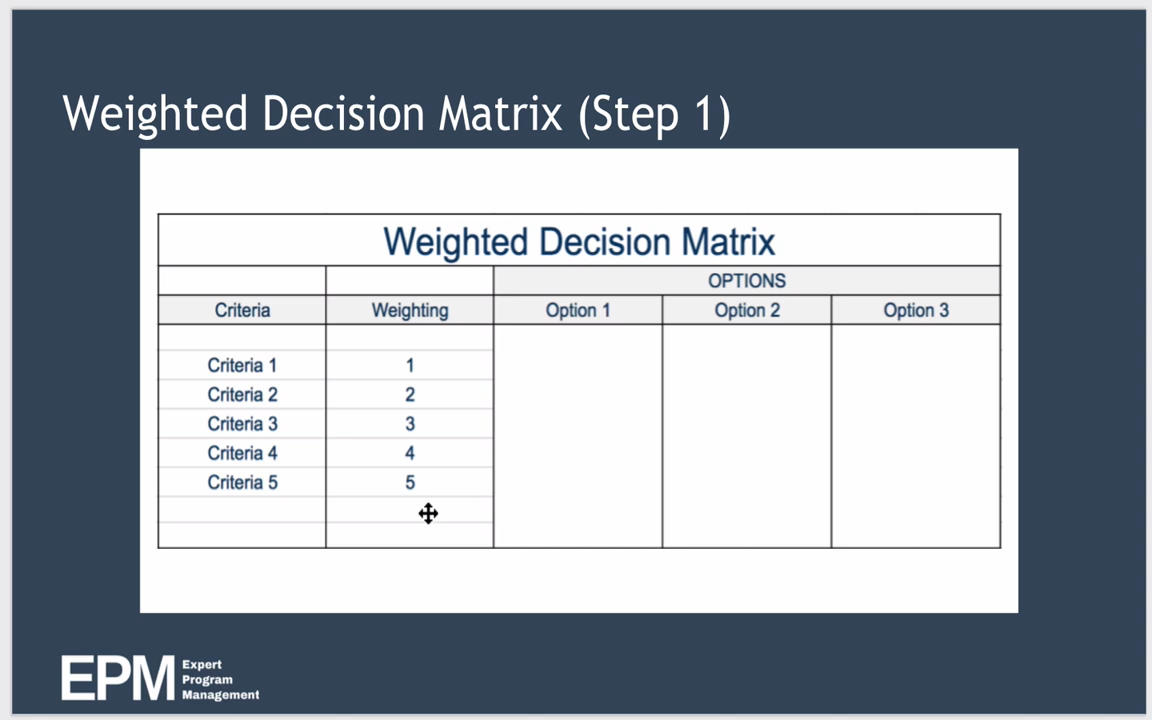 Weighted Decision Matrix (Step 1)
Weighted Decision Matrix
OPTIONS
Criteria Weighting Option 1 Option 2 Option 3
Criteria 1 1
Criteria 2 2
Criteria 3 3
Criteria 4 4
Criteria 5 5
EPM
Expert
Program
Management